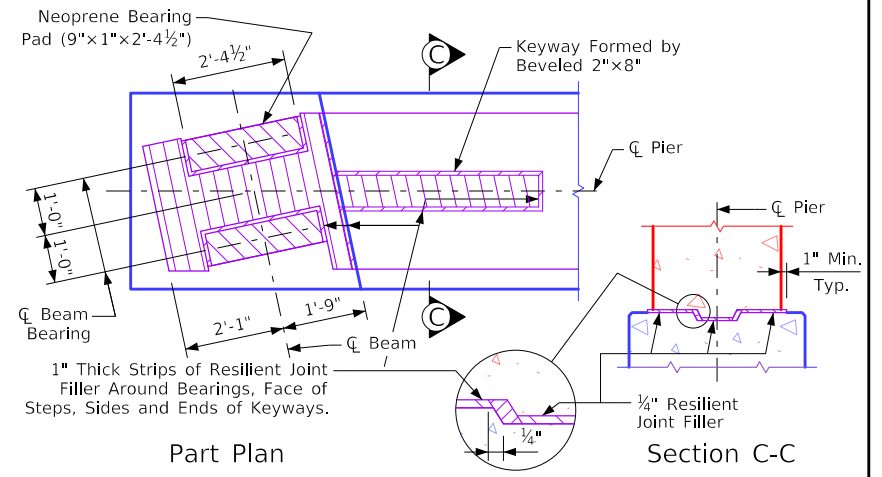 Neoprene Bearing
Pad (9"×1"×2'-4½")
2'-4½"
C
Keyway Formed by
Beveled 2"×8"
℄ Pier
℄ Pier
1'-0"
1'-0"
1" Min.
Typ.
℄ Beam
Bearing
2'-1"
1'-9"
C
℄ Beam
1" Thick Strips of Resilient Joint
Filler Around Bearings, Face of
Steps, Sides and Ends of Keyways.
¼"
¼" Resilient
Joint Filler
Part Plan
Section C-C